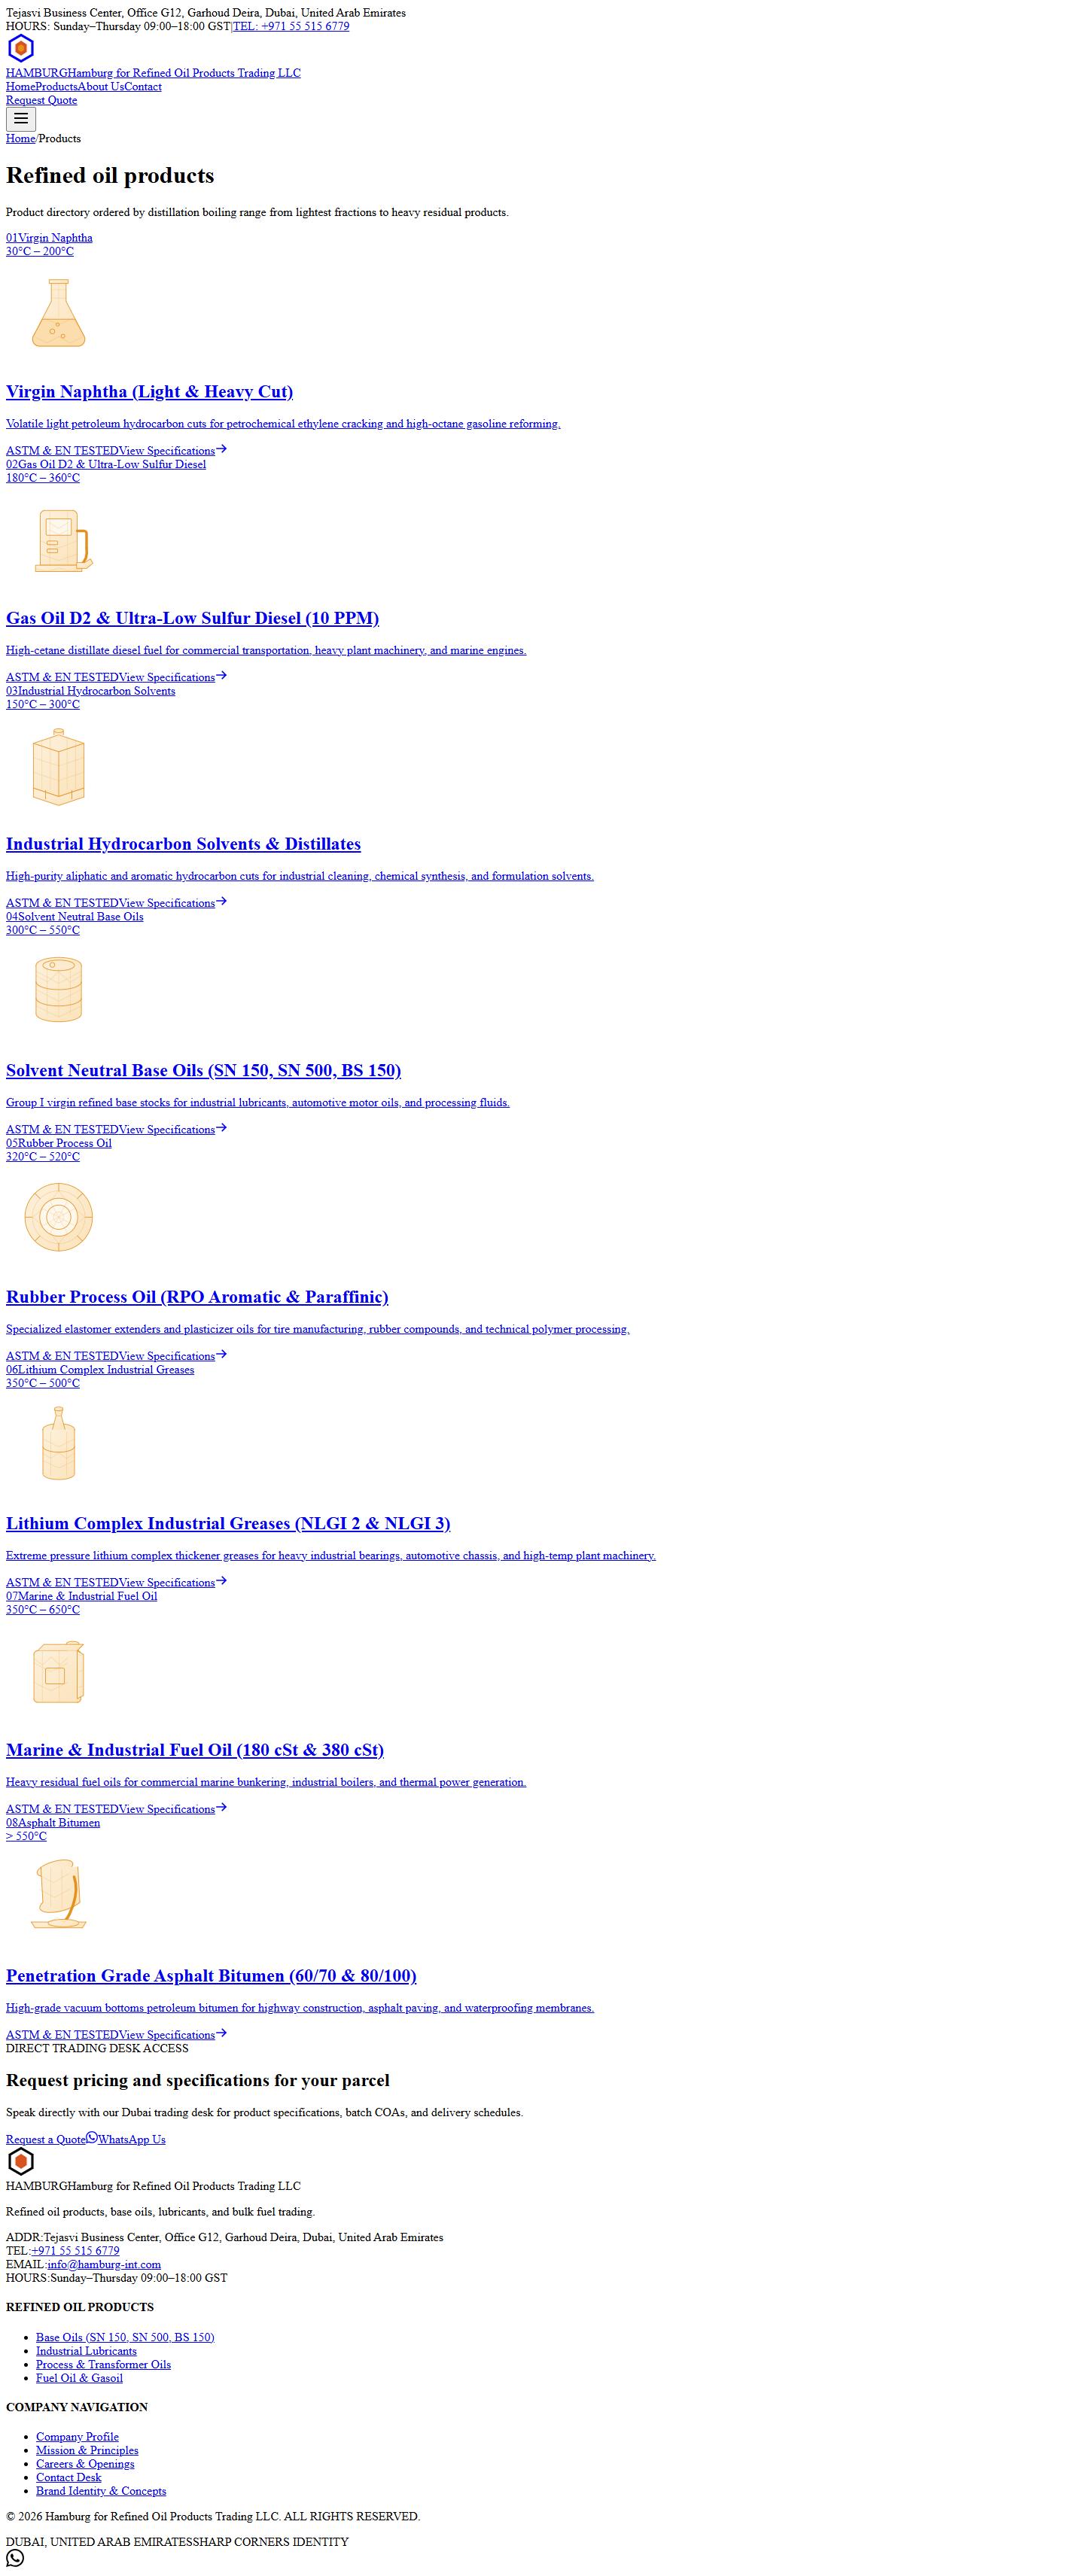 Tejasvi Business Center, Office G12, Garhoud Deira, Dubai, United Arab Emirates
HOURS: Sunday–Thursday 09:00–18:00 GST|TEL: +971 55 515 6779
HAMBURGHamburg for Refined Oil Products Trading LLC
HomeProductsAbout UsContact
Request Quote
Home/Products
Refined oil products
Product directory ordered by distillation boiling range from lightest fractions to heavy residual products.
01Virgin Naphtha
30°C – 200°C
Virgin Naphtha (Light & Heavy Cut)
Volatile light petroleum hydrocarbon cuts for petrochemical ethylene cracking and high-octane gasoline reforming.
ASTM & EN TESTEDView Specifications
02Gas Oil D2 & Ultra-Low Sulfur Diesel
180°C – 360°C
Gas Oil D2 & Ultra-Low Sulfur Diesel (10 PPM)
High-cetane distillate diesel fuel for commercial transportation, heavy plant machinery, and marine engines.
ASTM & EN TESTEDView Specifications
03Industrial Hydrocarbon Solvents
150°C – 300°C
Industrial Hydrocarbon Solvents & Distillates
High-purity aliphatic and aromatic hydrocarbon cuts for industrial cleaning, chemical synthesis, and formulation solvents.
ASTM & EN TESTEDView Specifications
04Solvent Neutral Base Oils
300°C – 550°C
Solvent Neutral Base Oils (SN 150, SN 500, BS 150)
Group I virgin refined base stocks for industrial lubricants, automotive motor oils, and processing fluids.
ASTM & EN TESTEDView Specifications
05Rubber Process Oil
320°C – 520°C
Rubber Process Oil (RPO Aromatic & Paraffinic)
Specialized elastomer extenders and plasticizer oils for tire manufacturing, rubber compounds, and technical polymer processing.
ASTM & EN TESTEDView Specifications
06Lithium Complex Industrial Greases
350°C – 500°C
Lithium Complex Industrial Greases (NLGI 2 & NLGI 3)
Extreme pressure lithium complex thickener greases for heavy industrial bearings, automotive chassis, and high-temp plant machinery.
ASTM & EN TESTEDView Specifications
07Marine & Industrial Fuel Oil
350°C – 650°C
Marine & Industrial Fuel Oil (180 cSt & 380 cSt)
Heavy residual fuel oils for commercial marine bunkering, industrial boilers, and thermal power generation.
ASTM & EN TESTEDView Specifications
08Asphalt Bitumen
> 550°C
Penetration Grade Asphalt Bitumen (60/70 & 80/100)
High-grade vacuum bottoms petroleum bitumen for highway construction, asphalt paving, and waterproofing membranes.
ASTM & EN TESTEDView Specifications
DIRECT TRADING DESK ACCESS
Request pricing and specifications for your parcel
Speak directly with our Dubai trading desk for product specifications, batch COAs, and delivery schedules.
Request a QuoteWhatsApp Us
HAMBURGHamburg for Refined Oil Products Trading LLC
Refined oil products, base oils, lubricants, and bulk fuel trading.
ADDR:Tejasvi Business Center, Office G12, Garhoud Deira, Dubai, United Arab Emirates
TEL:+971 55 515 6779
EMAIL:info@hamburg-int.com
HOURS:Sunday–Thursday 09:00–18:00 GST
REFINED OIL PRODUCTS
Base Oils (SN 150, SN 500, BS 150)
Industrial Lubricants
Process & Transformer Oils
Fuel Oil & Gasoil
COMPANY NAVIGATION
Company Profile
Mission & Principles
Careers & Openings
Contact Desk
Brand Identity & Concepts
© 2026 Hamburg for Refined Oil Products Trading LLC. ALL RIGHTS RESERVED.
DUBAI, UNITED ARAB EMIRATESSHARP CORNERS IDENTITY